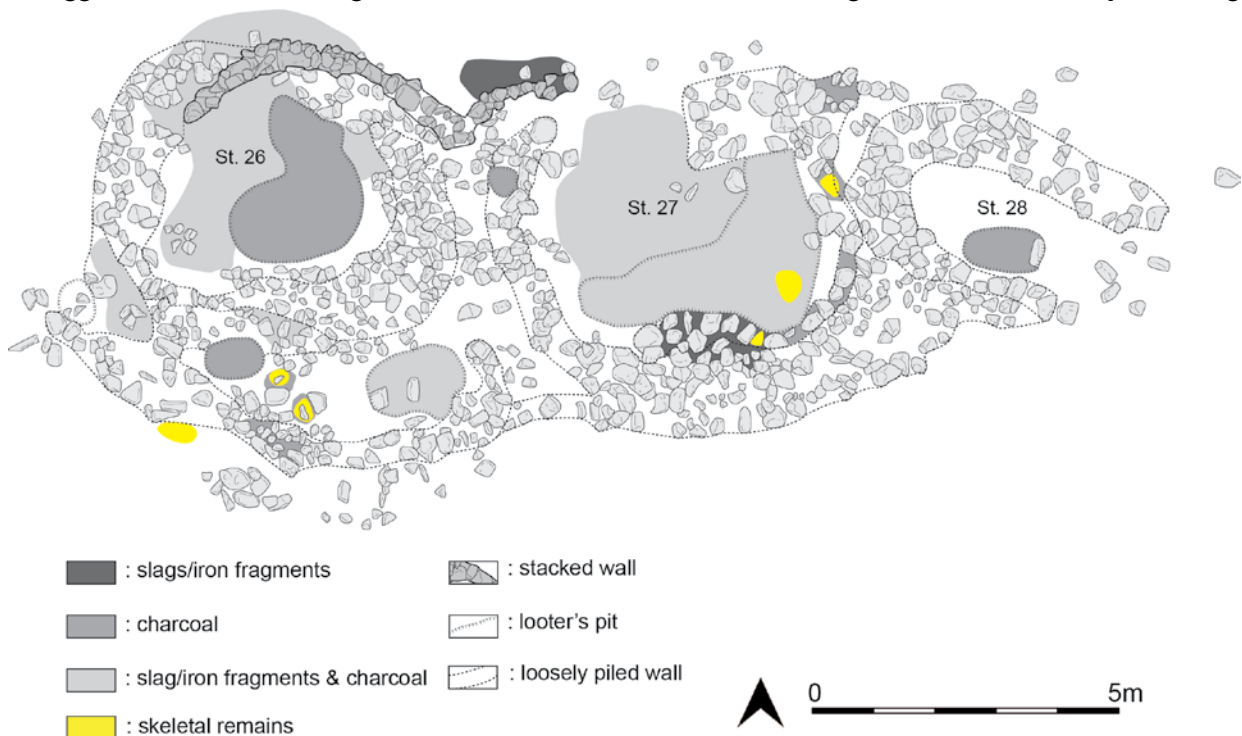 St. 26
St. 27
St. 28
: slags/iron fragments
: charcoal
: slag/iron fragments & charcoal
: skeletal remains
: stacked wall
: looter's pit
: loosely piled wall
0 5m